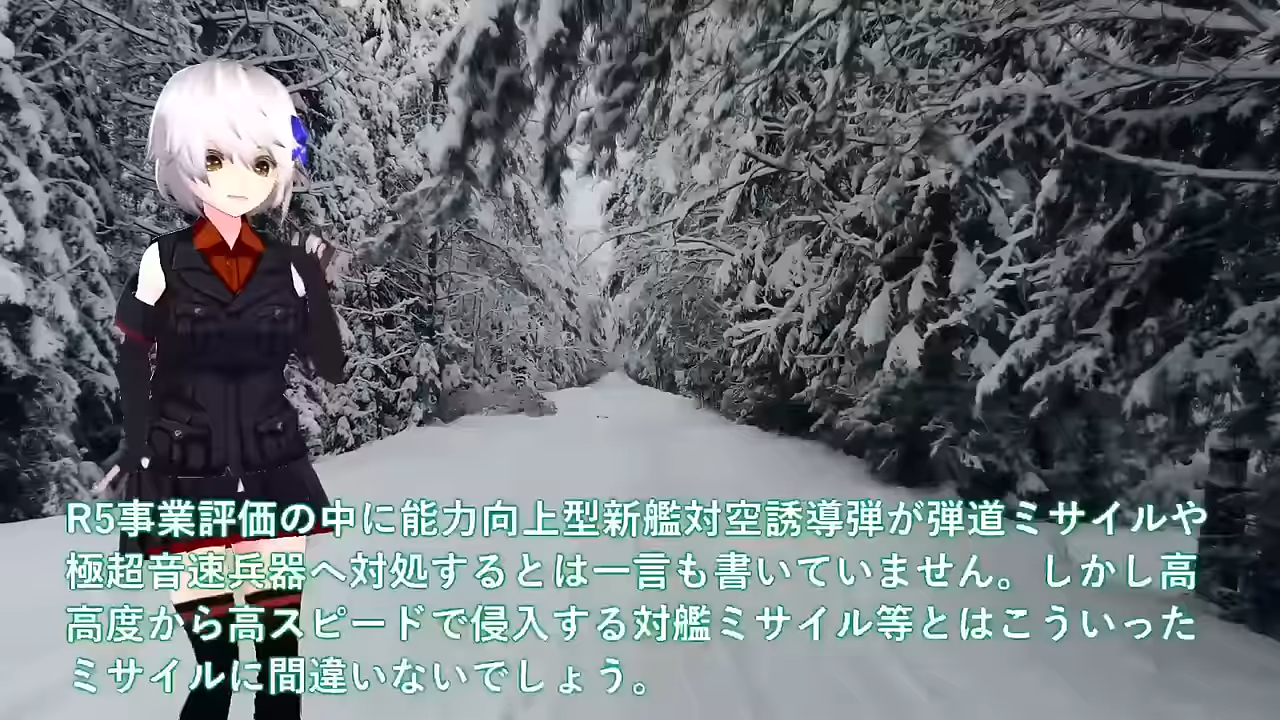 R5事業評価の中に能力向上型新艦対空誘導弾が弾道ミサイルや
極超音速兵器へ対処するとは一言も書いていません。しかし高
高度から高スピードで侵入する対艦ミサイル等とはこういった
ミサイルに間違いないでしょう。